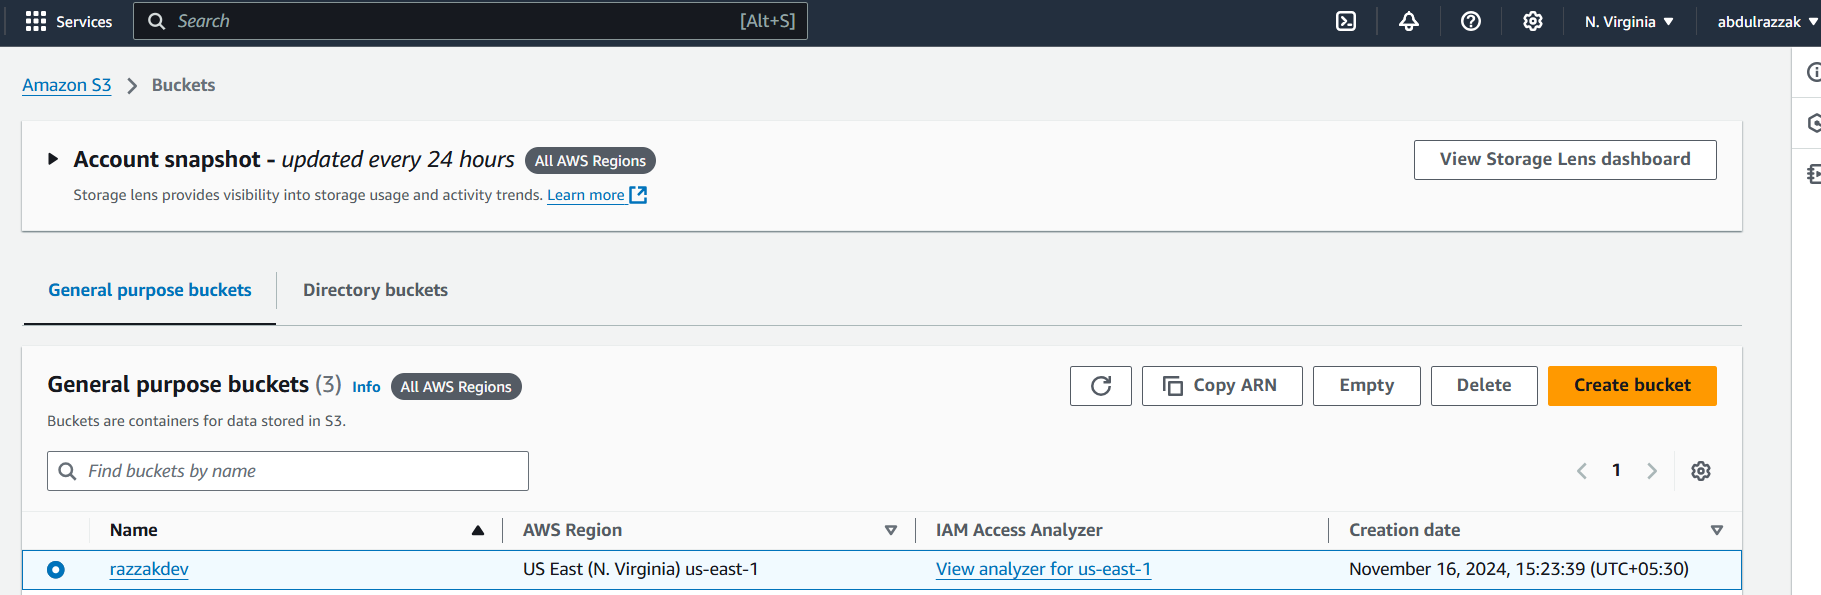 Services
Search [Alt+S]
N. Virginia
abdulrazzak
Amazon S3 > Buckets
Account snapshot - updated every 24 hours All AWS Regions
View Storage Lens dashboard
Storage lens provides visibility into storage usage and activity trends. Learn more
General purpose buckets
Directory buckets
General purpose buckets (3) Info All AWS Regions
Copy ARN
Empty
Delete
Create bucket
Buckets are containers for data stored in S3.
Find buckets by name
1
Name AWS Region IAM Access Analyzer Creation date
razzakdev US East (N. Virginia) us-east-1 View analyzer for us-east-1 November 16, 2024, 15:23:39 (UTC+05:30)